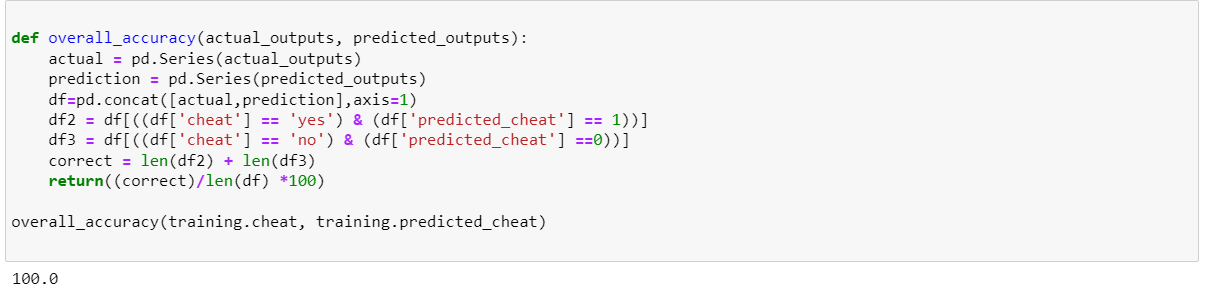 def overall_accuracy(actual_outputs, predicted_outputs):
    actual = pd.Series(actual_outputs)
    prediction = pd.Series(predicted_outputs)
    df=pd.concat([actual,prediction],axis=1)
    df2 = df[((df['cheat'] == 'yes') & (df['predicted_cheat'] == 1))]
    df3 = df[((df['cheat'] == 'no') & (df['predicted_cheat'] ==0))]
    correct = len(df2) + len(df3)
    return((correct)/len(df) *100)
overall_accuracy(training.cheat, training.predicted_cheat)
100.0